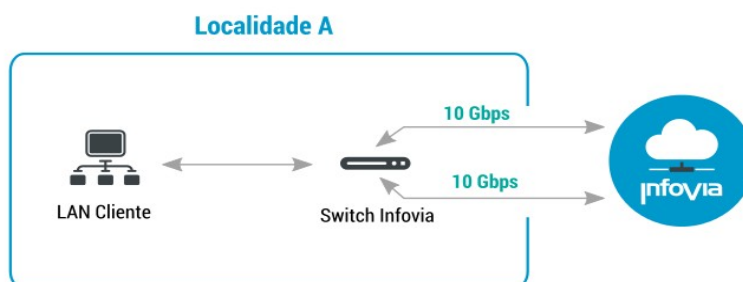 Localidade A
10 Gbps
10 Gbps
LAN Cliente
Switch Infovia
infovia